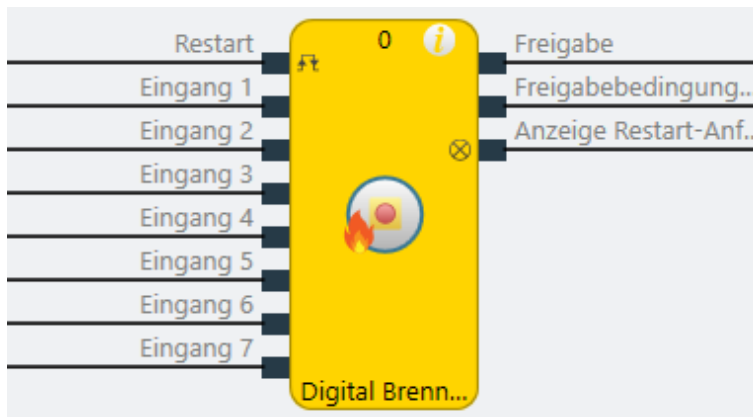 Restart
Eingang 1
Eingang 2
Eingang 3
Eingang 4
Eingang 5
Eingang 6
Eingang 7
0
i
Digital Brenn...
Freigabe
Freigabebedingung...
Anzeige Restart-Anf...